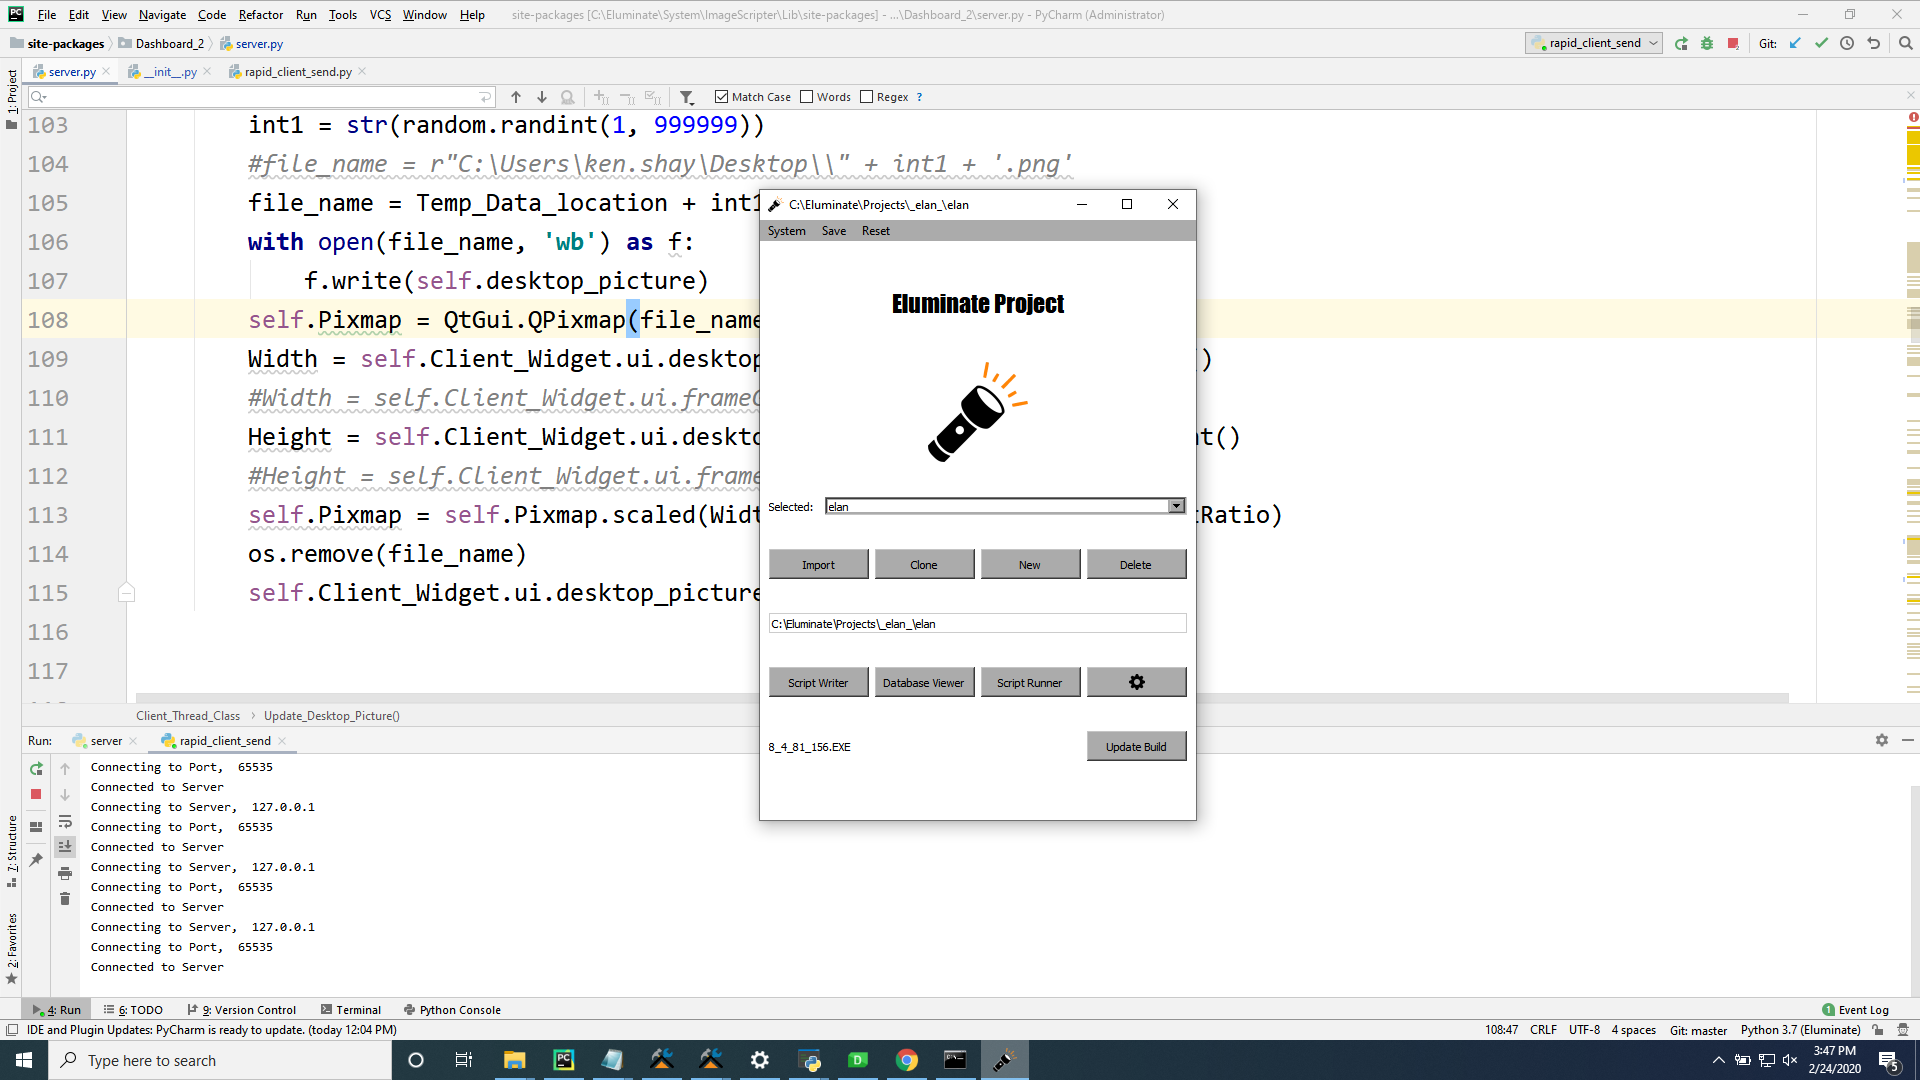 File Edit View Navigate Code Refactor Run Tools VCS Window Help site-packages [C:\Eluminate\System\ImageScripter\Lib\site-packages] - ...\Dashboard_2\server.py - PyCharm (Administrator)
site-packages Dashboard_2 server.py rapid_client_send Git:
server.py __init__.py rapid_client_send.py
Match Case Words Regex ?
1: Project
103 int1 = str(random.randint(1, 999999))
104 #file_name = r"C:\Users\ken.shay\Desktop\\" + int1 + '.png'
105 file_name = Temp_Data_location + int1
106 with open(file_name, 'wb') as f:
107 f.write(self.desktop_picture)
108 self.Pixmap = QtGui.QPixmap(file_name
109 Width = self.Client_Widget.ui.desktop ()
110 #Width = self.Client_Widget.ui.frame
111 Height = self.Client_Widget.ui.deskto t()
112 #Height = self.Client_Widget.ui.frame
113 self.Pixmap = self.Pixmap.scaled(Widt tRatio)
114 os.remove(file_name)
115 self.Client_Widget.ui.desktop_picture
116
117
C:\Eluminate\Projects\_elan_\elan
System Save Reset
Eluminate Project
Selected: elan
Import Clone New Delete
C:\Eluminate\Projects\_elan_\elan
Script Writer Database Viewer Script Runner
8_4_81_156.EXE Update Build
Client_Thread_Class Update_Desktop_Picture()
Run: server rapid_client_send
Connecting to Port, 65535
Connected to Server
Connecting to Server, 127.0.0.1
Connecting to Port, 65535
Connected to Server
Connecting to Server, 127.0.0.1
Connecting to Port, 65535
Connected to Server
Connecting to Server, 127.0.0.1
Connecting to Port, 65535
Connected to Server
7: Structure
2: Favorites
4: Run 6: TODO 9: Version Control Terminal Python Console 1 Event Log
IDE and Plugin Updates: PyCharm is ready to update. (today 12:04 PM) 108:47 CRLF UTF-8 4 spaces Git: master Python 3.7 (Eluminate)
Type here to search
3:47 PM
2/24/2020
5